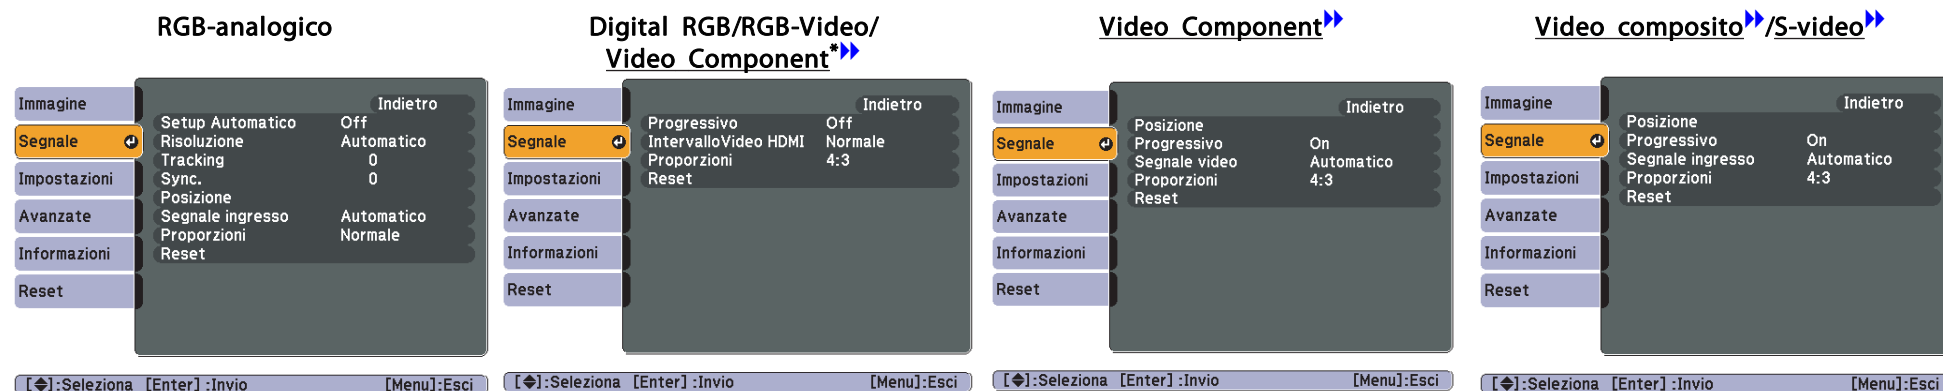 RGB-analogico
Immagine
Segnale
Impostazioni
Avanzate
Informazioni
Reset
Indietro
Setup Automatico Off
Risoluzione Automatico
Tracking 0
Sync. 0
Posizione
Segnale ingresso Automatico
Proporzioni Normale
Reset
[◆]:Seleziona [Enter] :Invio [Menu]:Esci
Digital RGB/RGB-Video/
Video Component*
Immagine
Segnale
Impostazioni
Avanzate
Informazioni
Reset
Indietro
Progressivo Off
IntervalloVideo HDMI Normale
Proporzioni 4:3
Reset
[◆]:Seleziona [Enter] :Invio [Menu]:Esci
Video Component
Immagine
Segnale
Impostazioni
Avanzate
Informazioni
Reset
Indietro
Posizione
Progressivo On
Segnale video Automatico
Proporzioni 4:3
Reset
[◆]:Seleziona [Enter] :Invio [Menu]:Esci
Video composito/S-video
Immagine
Segnale
Impostazioni
Avanzate
Informazioni
Reset
Indietro
Posizione
Progressivo On
Segnale ingresso Automatico
Proporzioni 4:3
Reset
[◆]:Seleziona [Enter] :Invio [Menu]:Esci